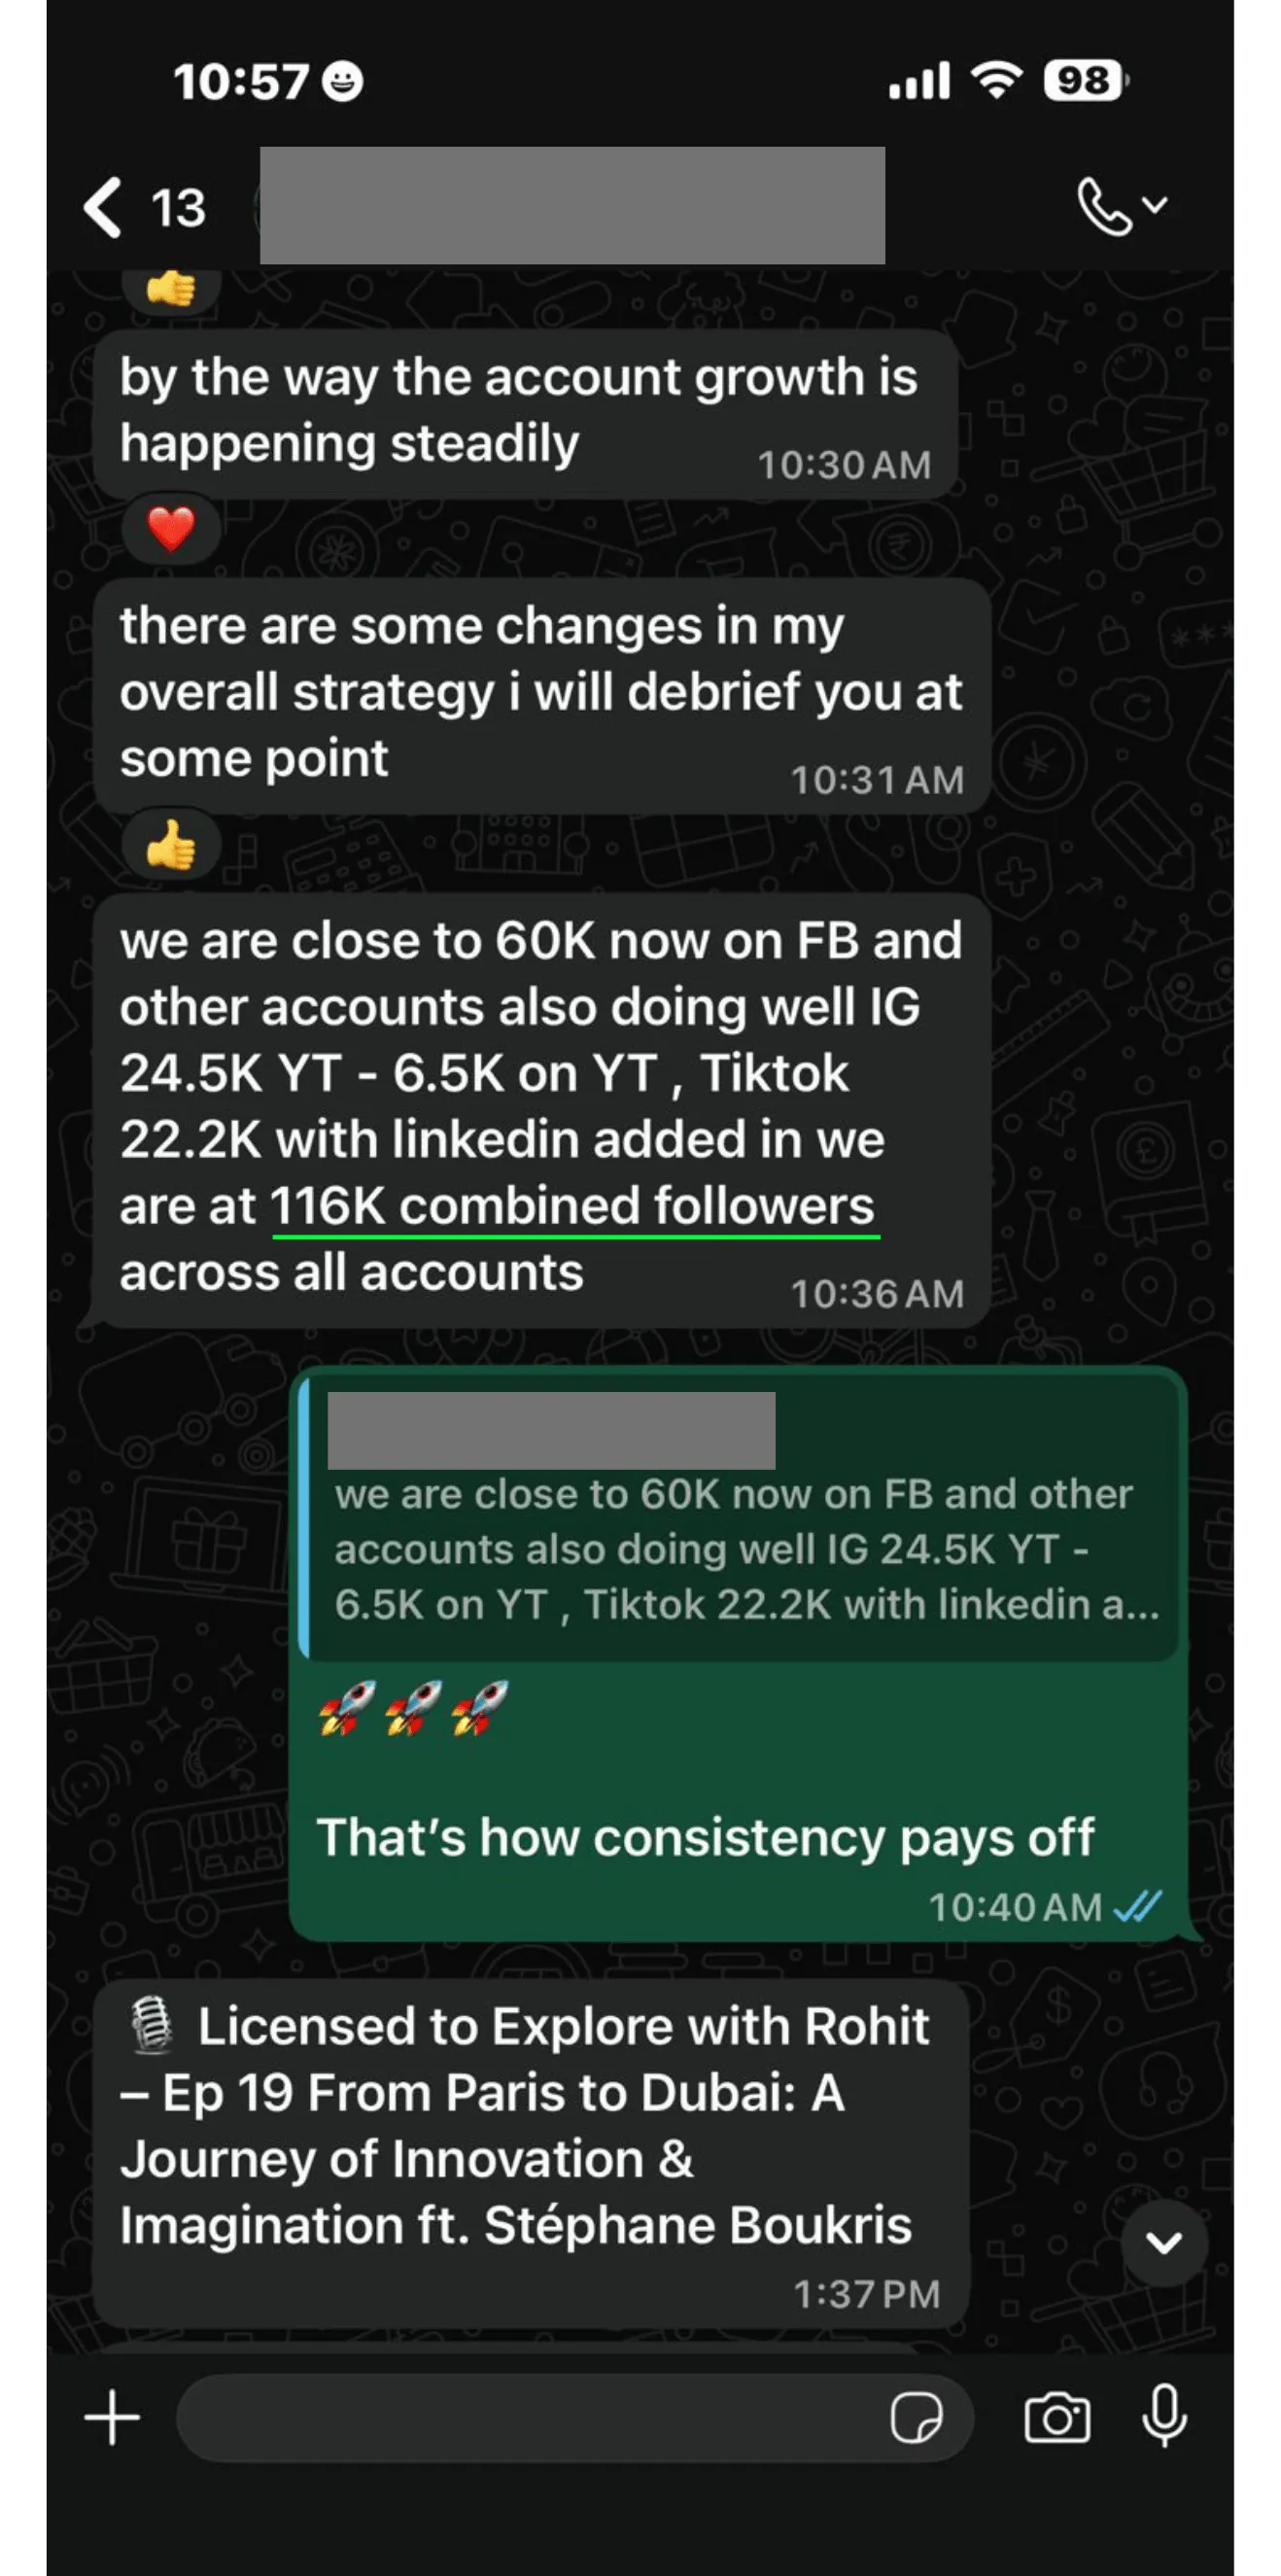 10:57
98
13
by the way the account growth is
happening steadily
10:30 AM
there are some changes in my
overall strategy i will debrief you at
some point
10:31 AM
we are close to 60K now on FB and
other accounts also doing well IG
24.5K YT - 6.5K on YT , Tiktok
22.2K with linkedin added in we
are at 116K combined followers
across all accounts
10:36 AM
we are close to 60K now on FB and other
accounts also doing well IG 24.5K YT -
6.5K on YT , Tiktok 22.2K with linkedin a...
🚀🚀🚀
That’s how consistency pays off
10:40 AM
🎙️ Licensed to Explore with Rohit
– Ep 19 From Paris to Dubai: A
Journey of Innovation &
Imagination ft. Stéphane Boukris
1:37 PM